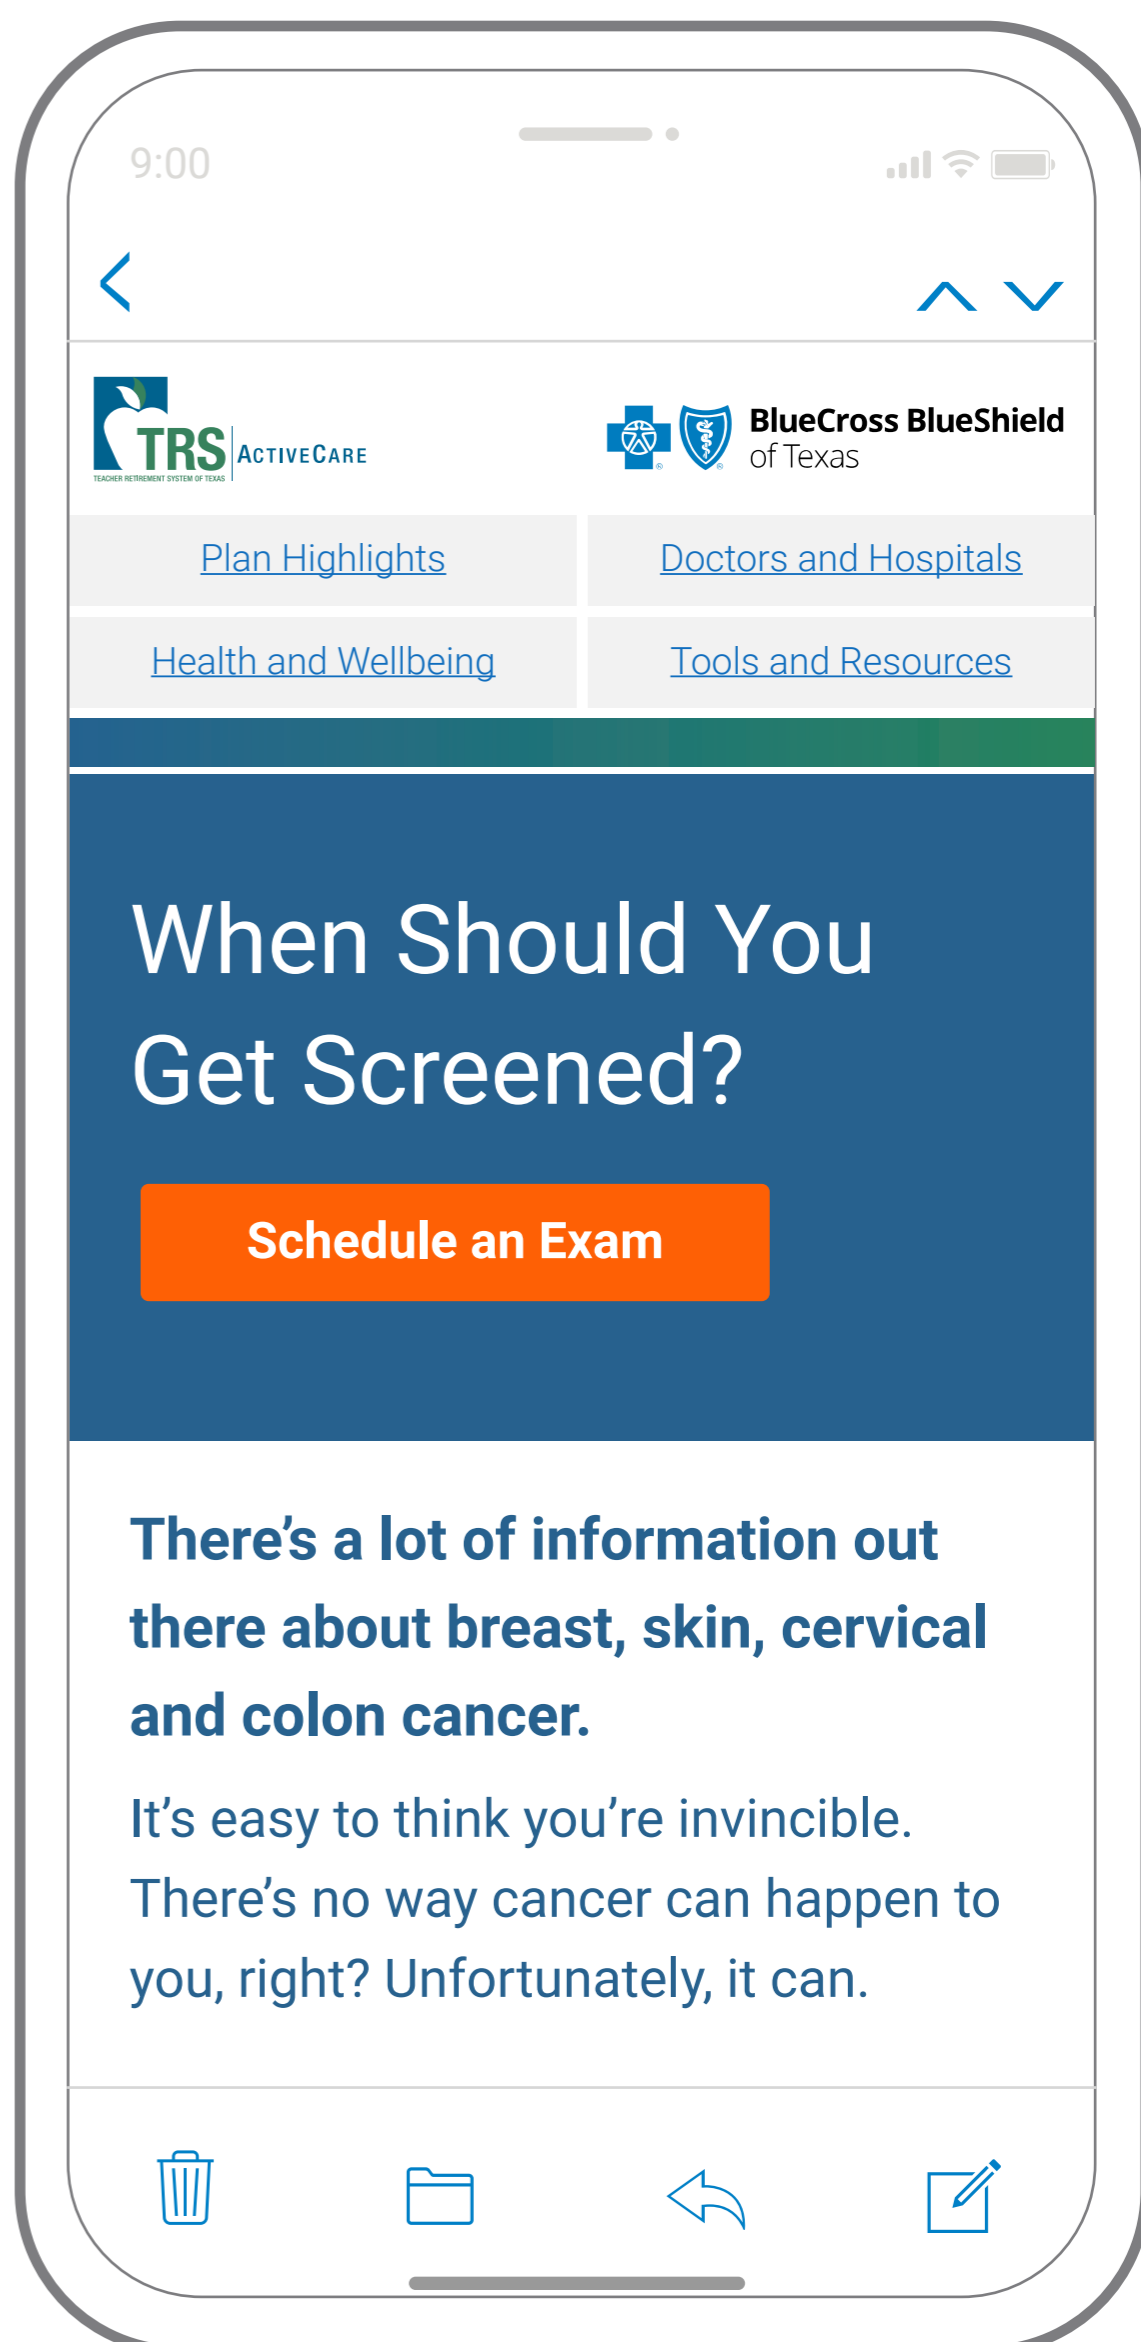 9:00
TRS ACTIVECARE
TEACHER RETIREMENT SYSTEM OF TEXAS
BlueCross BlueShield
of Texas
Plan Highlights
Doctors and Hospitals
Health and Wellbeing
Tools and Resources
When Should You
Get Screened?
Schedule an Exam
There’s a lot of information out
there about breast, skin, cervical
and colon cancer.
It’s easy to think you’re invincible.
There’s no way cancer can happen to
you, right? Unfortunately, it can.